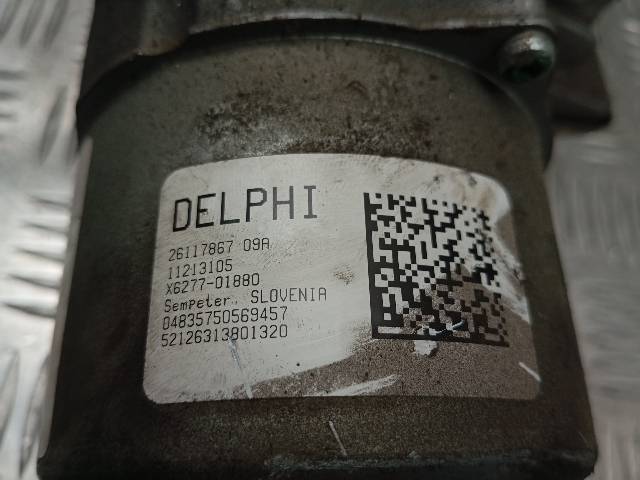 DELPHI
26117867 09A
11213105
X6277-01880
Sempeter, SLOVENIA
04835750569457
52126313801320